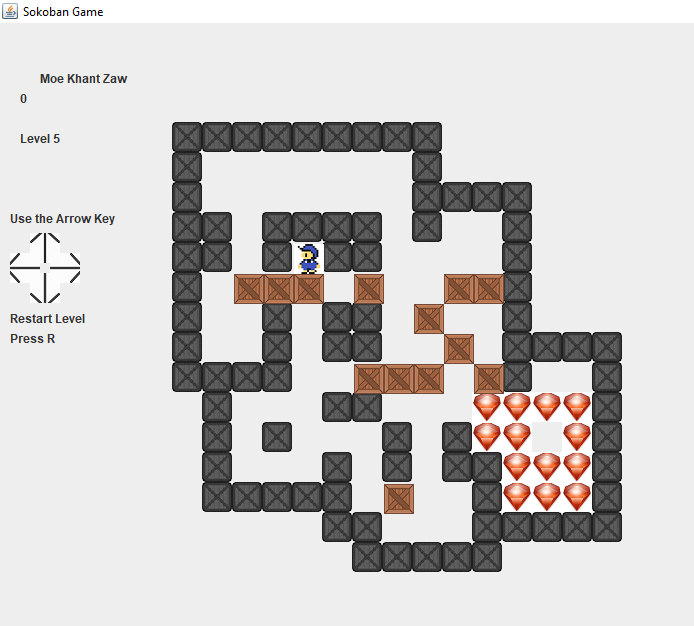 Sokoban Game
Moe Khant Zaw
0
Level 5
Use the Arrow Key
Restart Level
Press R